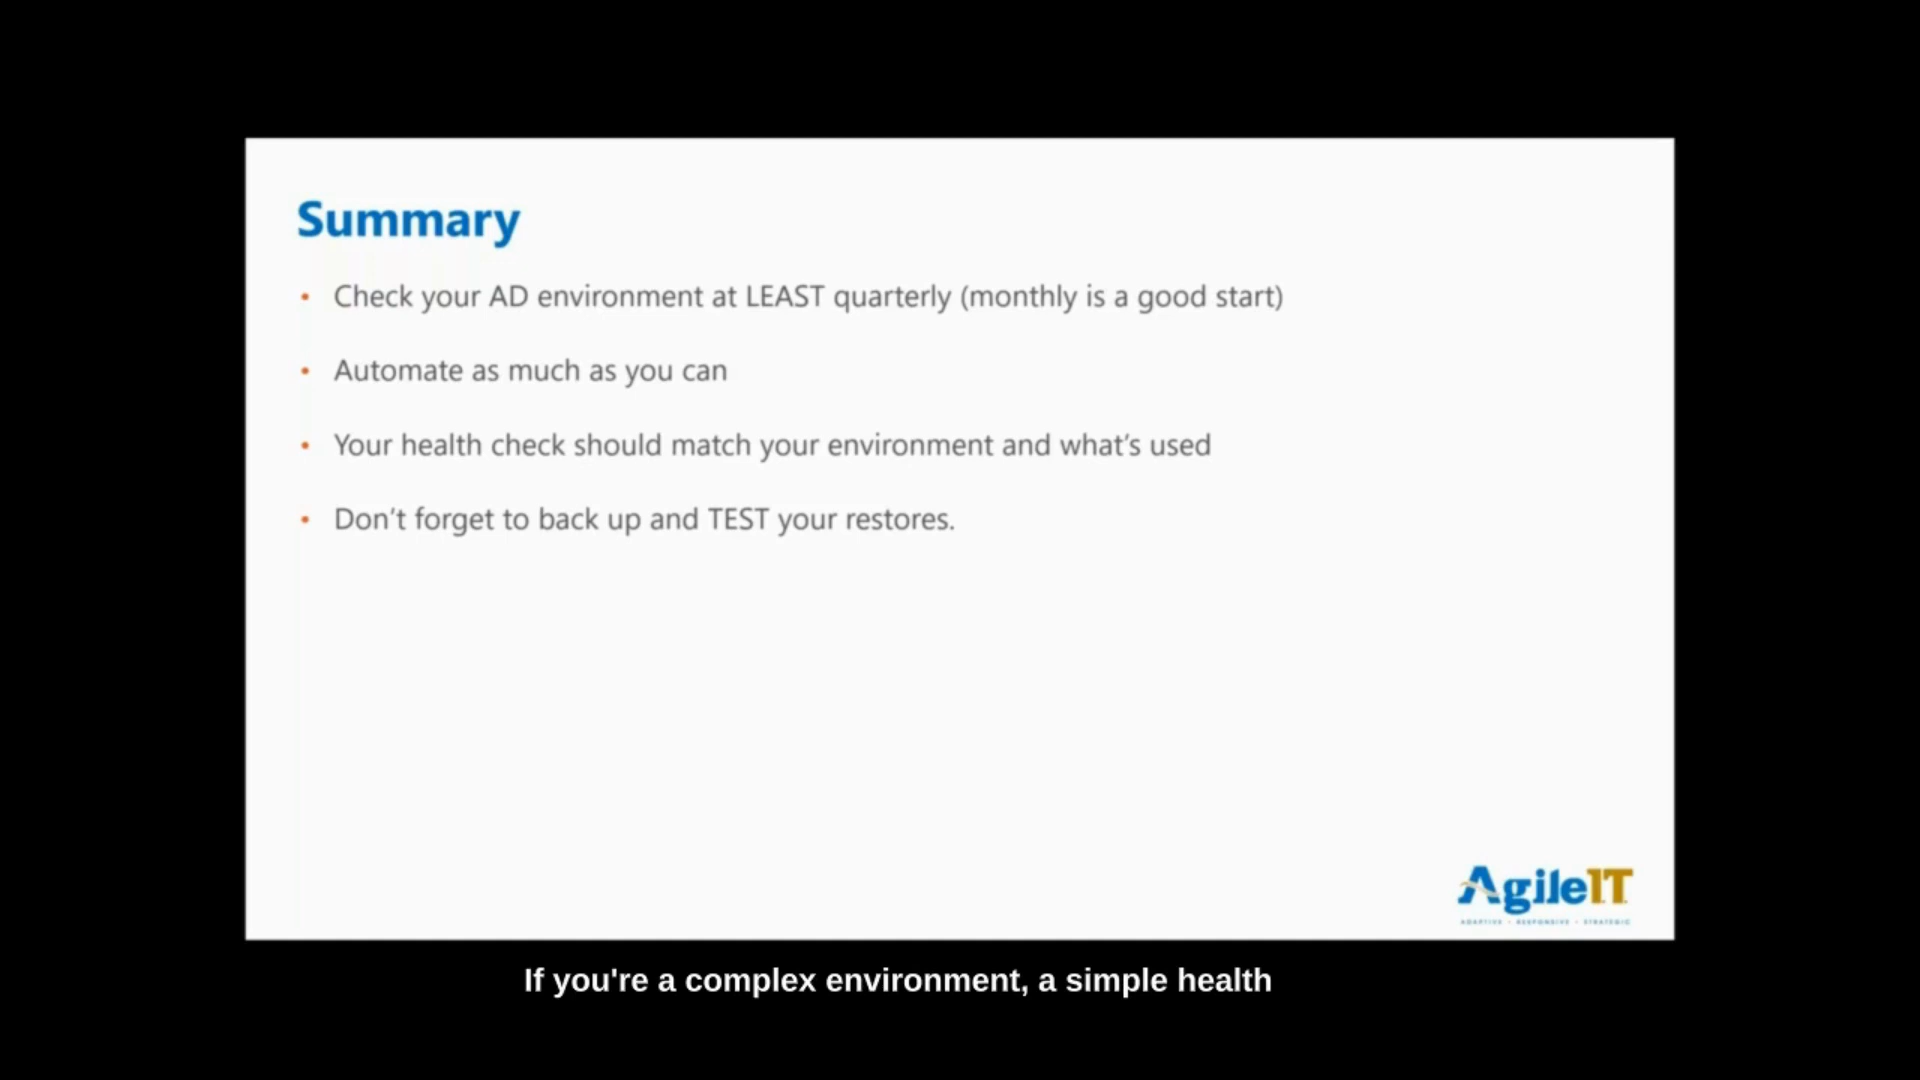 Summary
• Check your AD environment at LEAST quarterly (monthly is a good start)
• Automate as much as you can
• Your health check should match your environment and what’s used
• Don’t forget to back up and TEST your restores.
AgileIT
ADAPTIVE • RESPONSIVE • STRATEGIC
If you're a complex environment, a simple health